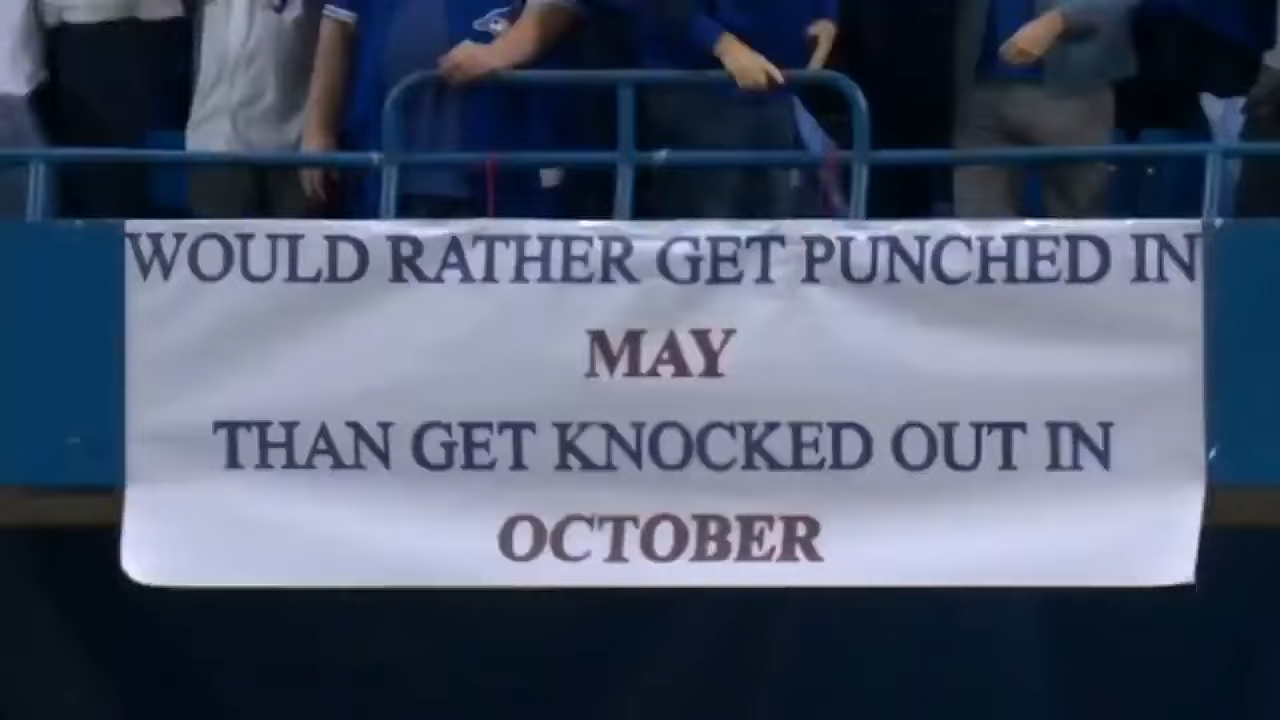 WOULD RATHER GET PUNCHED IN
MAY
THAN GET KNOCKED OUT IN
OCTOBER